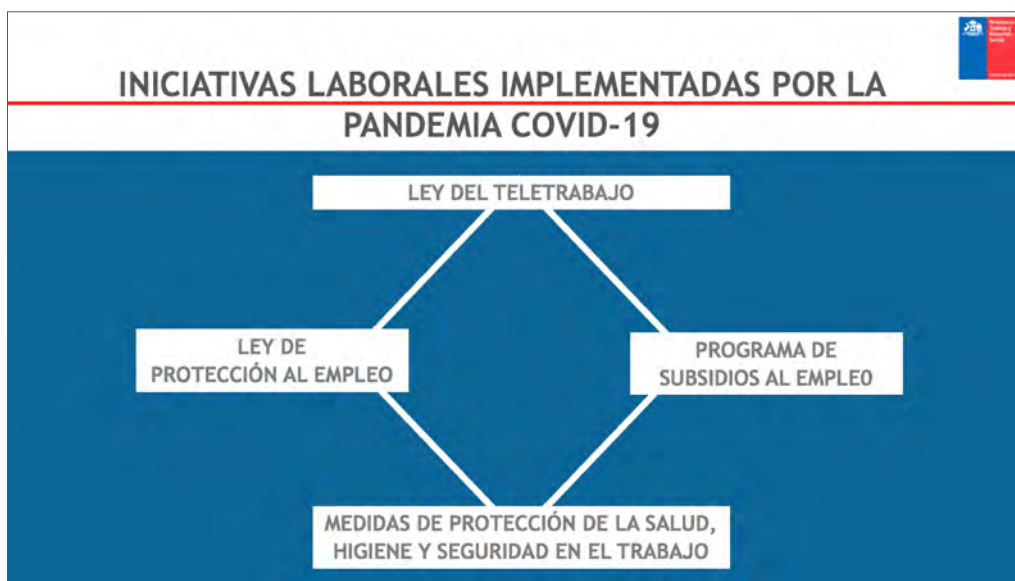 INICIATIVAS LABORALES IMPLEMENTADAS POR LA
PANDEMIA COVID-19
LEY DEL TELETRABAJO
LEY DE
PROTECCIÓN AL EMPLEO
PROGRAMA DE
SUBSIDIOS AL EMPLE0
MEDIDAS DE PROTECCIÓN DE LA SALUD,
HIGIENE Y SEGURIDAD EN EL TRABAJO